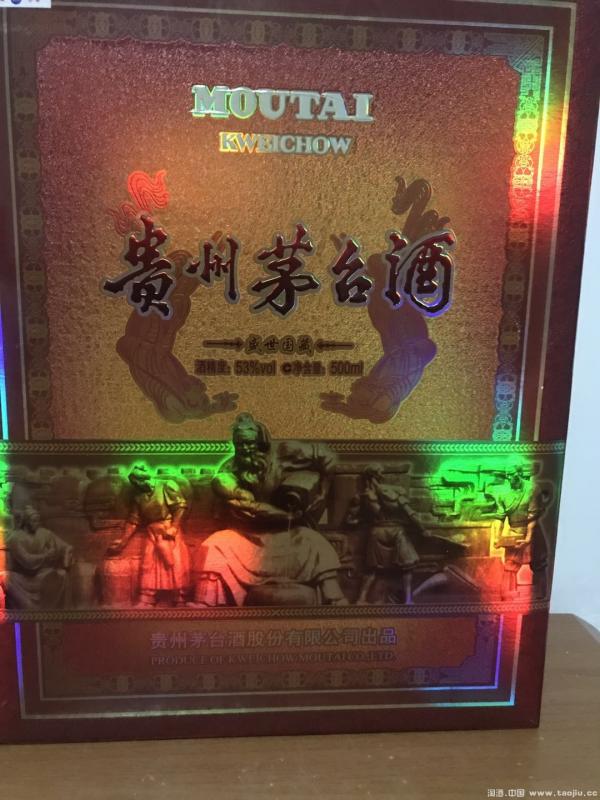 MOUTAI
KWEICHOW
贵州茅台酒
盛世国藏
酒精度：53%vol C净含量：500ml
贵州茅台酒股份有限公司出品
PRODUCE OF KWEICHOW MOUTAI CO.,LTD.
淘酒.中国 www.taojiu.cc